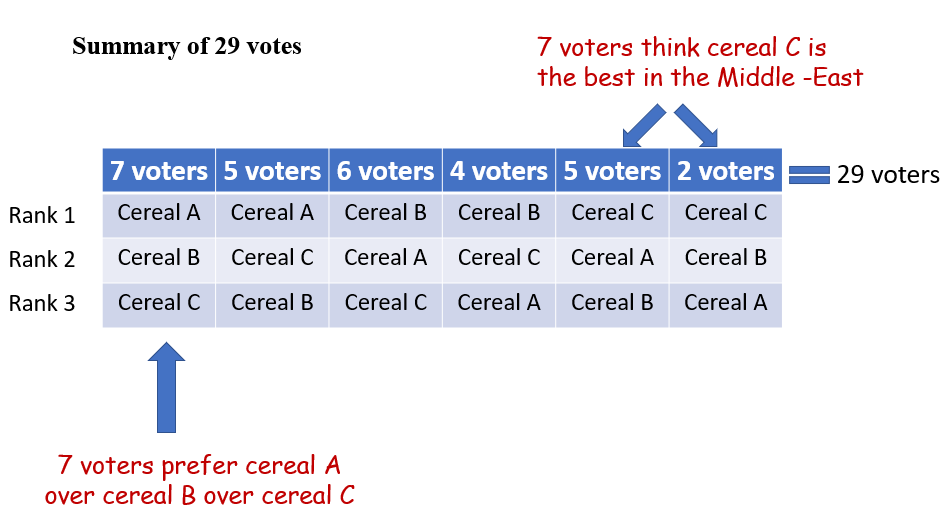 Summary of 29 votes
7 voters think cereal C is
the best in the Middle -East
7 voters 5 voters 6 voters 4 voters 5 voters 2 voters
29 voters
Rank 1 Cereal A Cereal A Cereal B Cereal B Cereal C Cereal C
Rank 2 Cereal B Cereal C Cereal A Cereal C Cereal A Cereal B
Rank 3 Cereal C Cereal B Cereal C Cereal A Cereal B Cereal A
7 voters prefer cereal A
over cereal B over cereal C